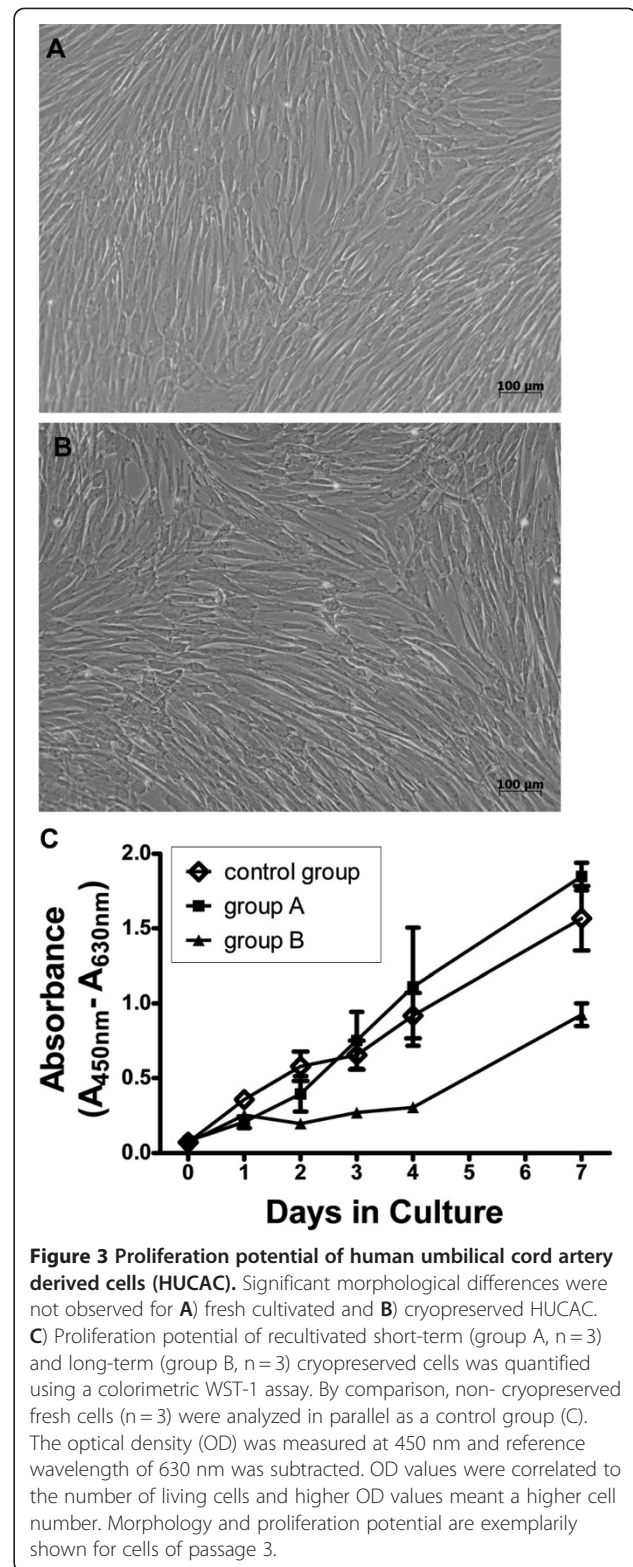 A
100 µm
B
100 µm
C
2.0
1.5
1.0
0.5
0.0
control group
group A
group B
Absorbance
(A450nm- A630nm)
0 1 2 3 4 5 6 7
Days in Culture
Figure 3 Proliferation potential of human umbilical cord artery
derived cells (HUCAC). Significant morphological differences were
not observed for A) fresh cultivated and B) cryopreserved HUCAC.
C) Proliferation potential of recultivated short-term (group A, n = 3)
and long-term (group B, n = 3) cryopreserved cells was quantified
using a colorimetric WST-1 assay. By comparison, non- cryopreserved
fresh cells (n = 3) were analyzed in parallel as a control group (C).
The optical density (OD) was measured at 450 nm and reference
wavelength of 630 nm was subtracted. OD values were correlated to
the number of living cells and higher OD values meant a higher cell
number. Morphology and proliferation potential are exemplarily
shown for cells of passage 3.